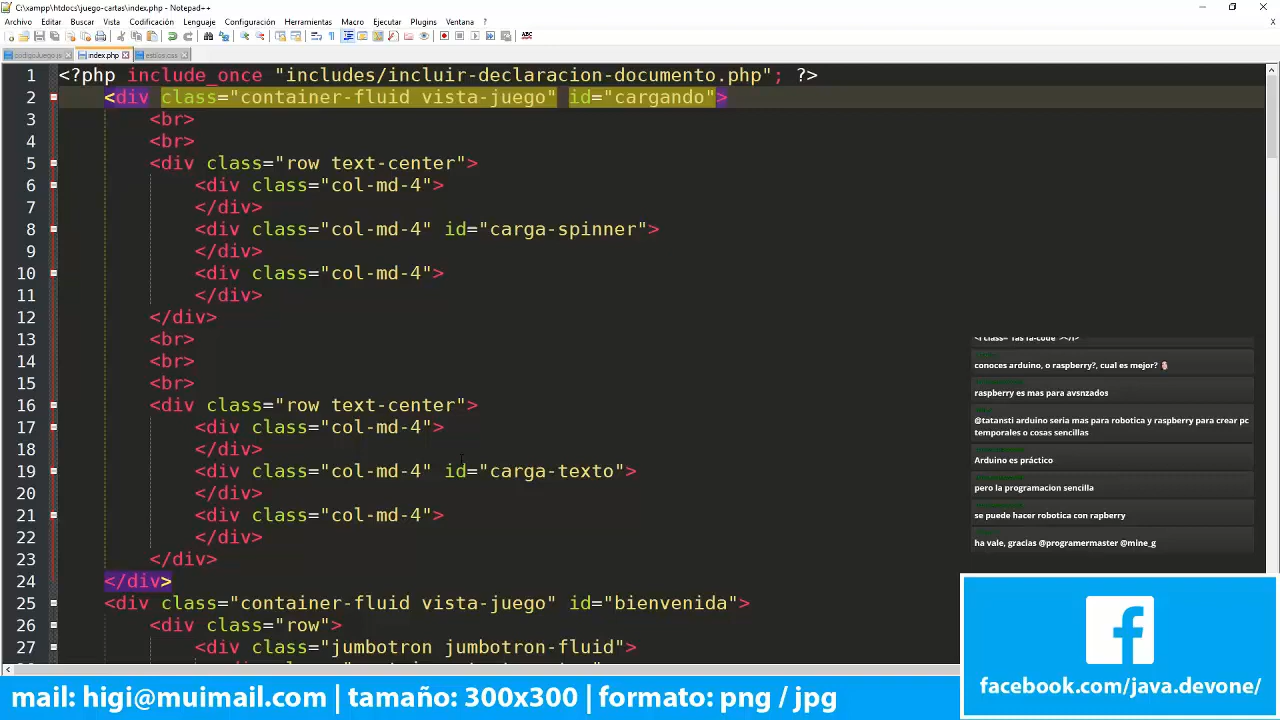 C:\xampp\htdocs\juego-cartas\index.php - Notepad++
Archivo Editar Buscar Vista Codificación Lenguaje Configurar Herramientas Macro Ejecutar Plugins Ventana ?
codigoJuego.js index.php estilos.css
1 <?php include_once "includes/incluir-declaracion-documento.php"; ?>
2 <div class="container-fluid vista-juego" id="cargando">
3 <br>
4 <br>
5 <div class="row text-center">
6 <div class="col-md-4">
7 </div>
8 <div class="col-md-4" id="carga-spinner">
9 </div>
10 <div class="col-md-4">
11 </div>
12 </div>
13 <br>
14 <br>
15 <br>
16 <div class="row text-center">
17 <div class="col-md-4">
18 </div>
19 <div class="col-md-4" id="carga-texto">
20 </div>
21 <div class="col-md-4">
22 </div>
23 </div>
24 </div>
25 <div class="container-fluid vista-juego" id="bienvenida">
26 <div class="row">
27 <div class="jumbotron jumbotron-fluid">
conoces arduino, o raspberry?, cual es mejor?
raspberry es mas para avsnzados
@tatansti arduino seria mas para robotica y raspberry para crear pc
temporales o cosas sencillas
Arduino es práctico
pero la programacion sencilla
se puede hacer robotica con rapberry
ha vale, gracias @programermaster @mine_g
facebook.com/java.devone/
mail: higi@muimail.com | tamaño: 300x300 | formato: png / jpg